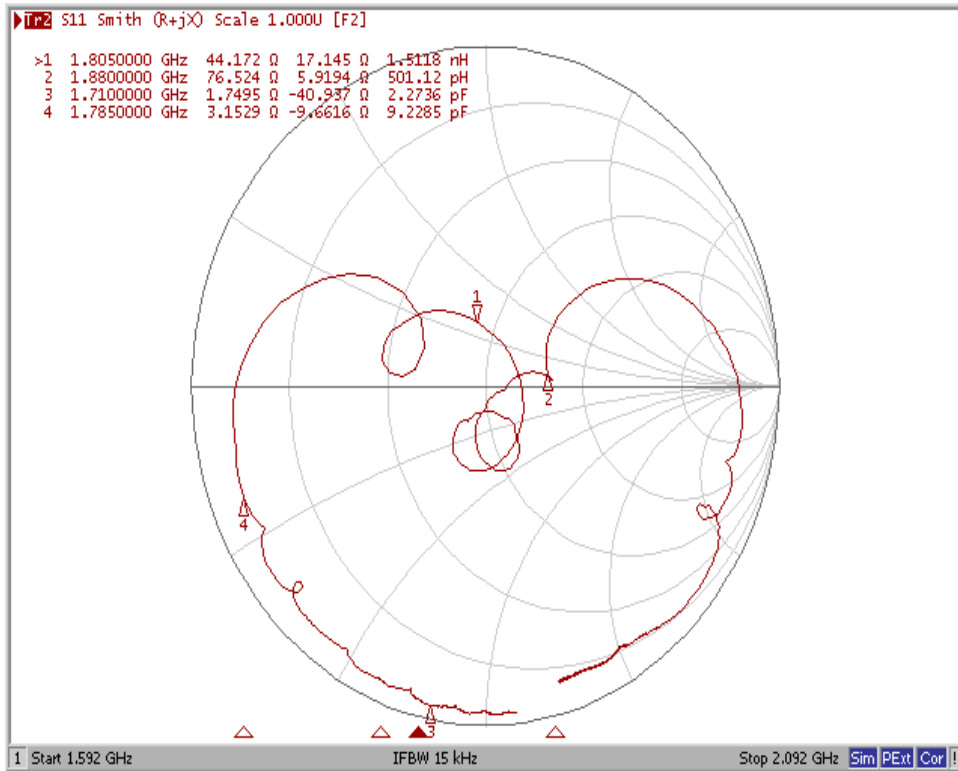 Tr2 S11 Smith (R+jX) Scale 1.000U [F2]
>1 1.8050000 GHz 44.172 Ω 17.145 Ω 1.5118 nH
2 1.8800000 GHz 76.524 Ω 5.9194 Ω 501.12 pH
3 1.7100000 GHz 1.7495 Ω -40.937 Ω 2.2736 pF
4 1.7850000 GHz 3.1529 Ω -9.6616 Ω 9.2285 pF
1
2
4
3
1 Start 1.592 GHz IFBW 15 kHz Stop 2.092 GHz Sim PExt Cor !